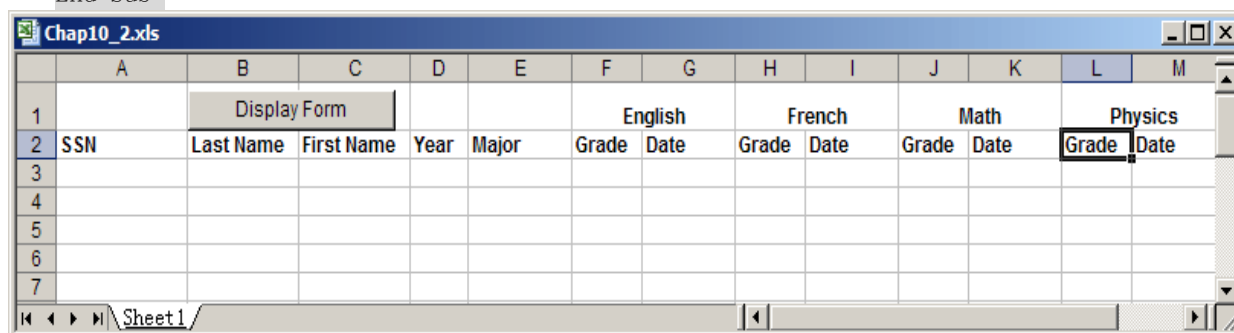 Chap10_2.xls
A B C D E F G H I J K L M
1 Display Form English French Math Physics
2 SSN Last Name First Name Year Major Grade Date Grade Date Grade Date Grade Date
3
4
5
6
7
Sheet1